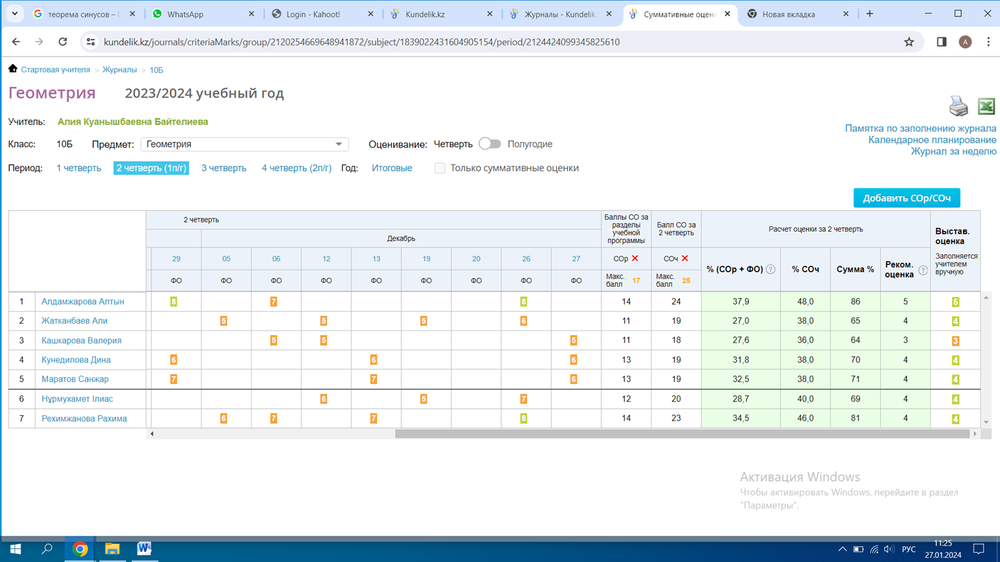 теорема синусов –
WhatsApp
Login - Kahoot!
Kundelik.kz
Журналы - Kundelik.
Суммативные оцен
Новая вкладка
kundelik.kz/journals/criteriaMarks/group/2120254669648941872/subject/1839022431604905154/period/2124424099345825610
А
Стартовая учителя > Журналы > 10Б
Геометрия 2023/2024 учебный год
Учитель: Алия Куанышбаевна Байтелиева
Памятка по заполнению журнала
Календарное планирование
Журнал за неделю
Класс: 10Б Предмет: Геометрия Оценивание: Четверть Полугодие
Период: 1 четверть 2 четверть (1п/г) 3 четверть 4 четверть (2п/г) Год: Итоговые Только суммативные оценки
Добавить СОр/СОч
2 четверть
Декабрь
Баллы СО за
разделы
учебной
программы
Балл СО за
2 четверть
Расчет оценки за 2 четверть
Выстав.
оценка
Заполняется
учителем
вручную
29 05 06 12 13 19 20 26 27 СОр СОч
% (СОр + ФО) ? % СОч Сумма % Реком.
оценка ?
ФО ФО ФО ФО ФО ФО ФО ФО ФО Макс.
балл 17 Макс.
балл 25
1 Алдамжарова Алтын 8 7 8 14 24 37,9 48,0 86 5 5
2 Жатканбаев Али 5 5 5 6 11 19 27,0 38,0 65 4 4
3 Кашкарова Валерия 5 5 5 11 18 27,6 36,0 64 3 3
4 Кунедилова Дина 6 6 6 13 19 31,8 38,0 70 4 4
5 Маратов Санжар 7 7 6 13 19 32,5 38,0 71 4 4
6 Нұрмухамет Ілиас 6 5 7 12 20 28,7 40,0 69 4 4
7 Рехимжанова Рахима 6 7 7 8 14 23 34,5 46,0 81 4 4
Активация Windows
Чтобы активировать Windows, перейдите в раздел
"Параметры".
РУС
11:25
27.01.2024